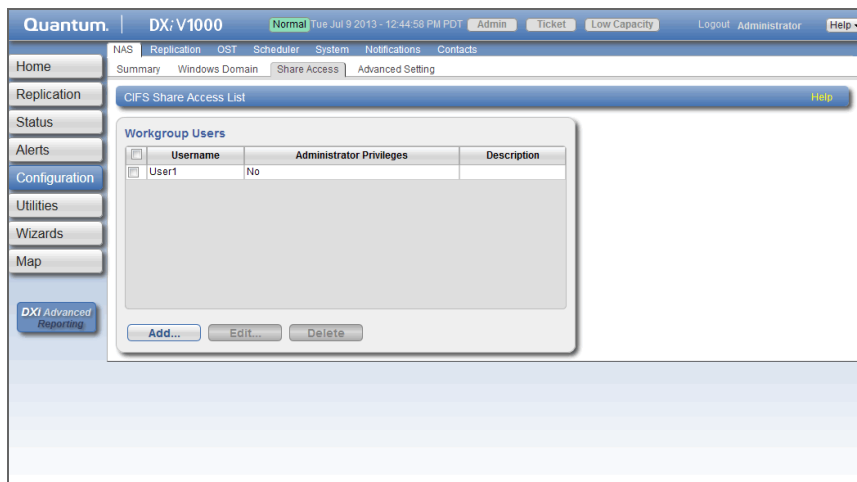 Quantum. DXi V1000 Normal Tue Jul 9 2013 - 12:44:58 PM PDT Admin Ticket Low Capacity Logout Administrator Help
NAS Replication OST Scheduler System Notifications Contacts
Summary Windows Domain Share Access Advanced Setting
Home
Replication
Status
Alerts
Configuration
Utilities
Wizards
Map
DXI Advanced
Reporting
CIFS Share Access List Help
Workgroup Users
Username Administrator Privileges Description
User1 No
Add... Edit... Delete